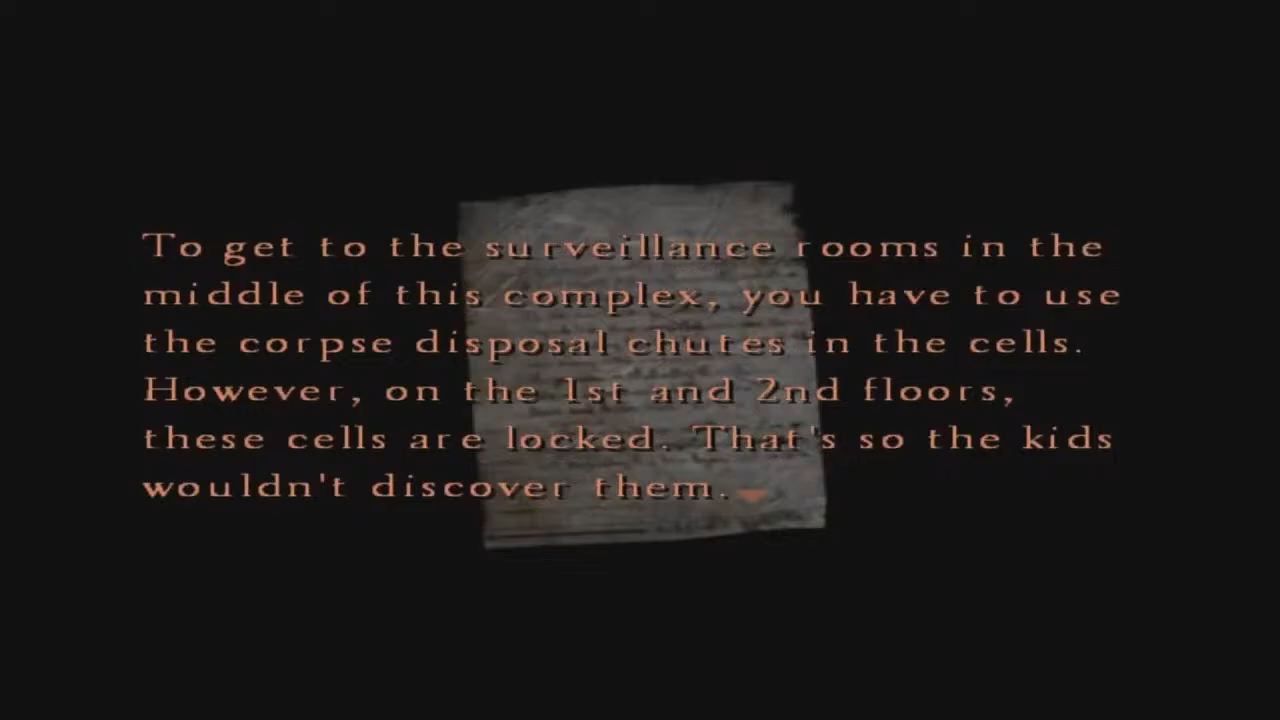 To get to the surveillance rooms in the
middle of this complex, you have to use
the corpse disposal chutes in the cells.
However, on the 1st and 2nd floors,
these cells are locked. That's so the kids
wouldn't discover them.